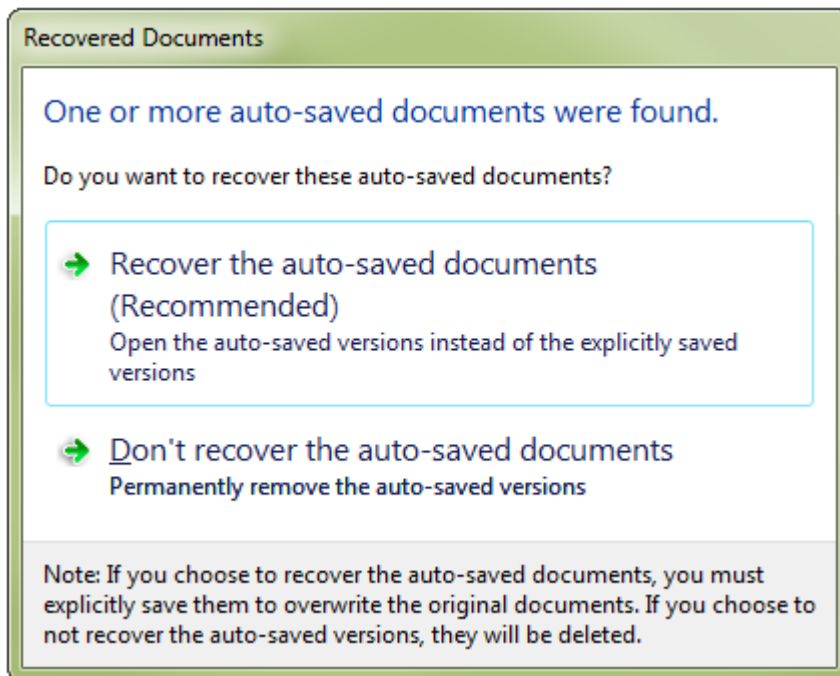 Recovered Documents
One or more auto-saved documents were found.
Do you want to recover these auto-saved documents?
Recover the auto-saved documents
(Recommended)
Open the auto-saved versions instead of the explicitly saved
versions
Don't recover the auto-saved documents
Permanently remove the auto-saved versions
Note: If you choose to recover the auto-saved documents, you must
explicitly save them to overwrite the original documents. If you choose to
not recover the auto-saved versions, they will be deleted.